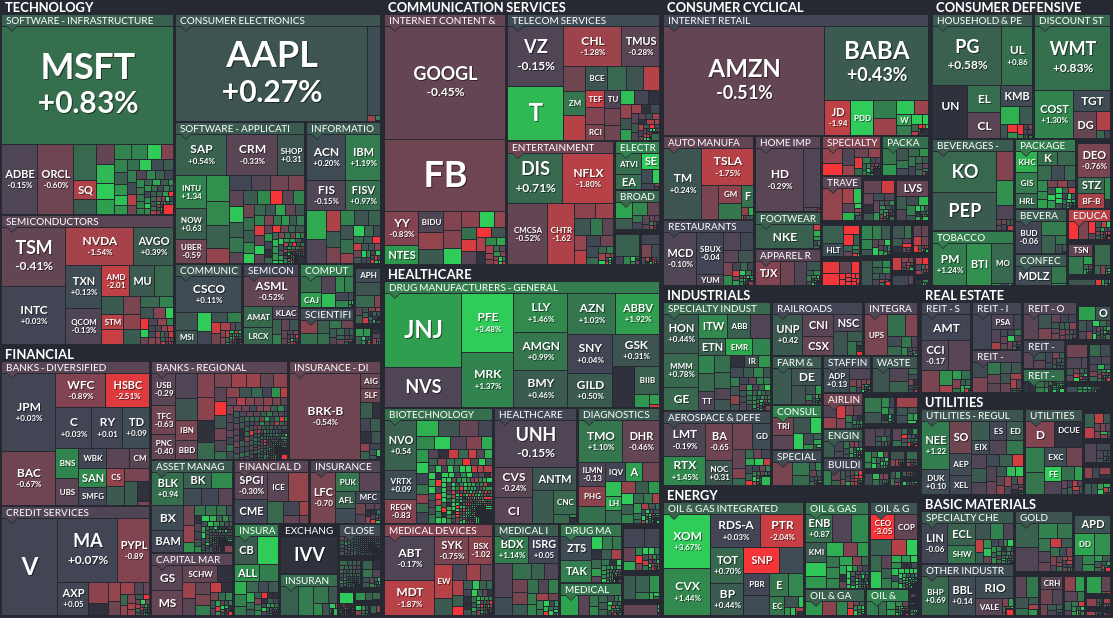 TECHNOLOGY
SOFTWARE - INFRASTRUCTURE
MSFT
+0.83%
ADBE
-0.15%
ORCL
-0.60%
SQ
CONSUMER ELECTRONICS
AAPL
+0.27%
SOFTWARE - APPLICATI
SAP
+0.54%
CRM
-0.33%
SHOP
+0.31
INTU
+1.34
NOW
+0.63
UBER
-0.59
INFORMATIO
ACN
+0.20%
IBM
+1.19%
FIS
-0.15%
FISV
+0.97%
SEMICONDUCTORS
TSM
-0.41%
NVDA
-1.54%
AVGO
+0.39%
INTC
+0.03%
TXN
+0.13%
AMD
-2.01
MU
QCOM
-0.13%
STM
COMMUNIC
CSCO
+0.11%
MSI
SEMICON
ASML
-0.52%
AMAT
KLAC
LRCX
COMPUT
APH
CAJ
SCIENTIFI
FINANCIAL
BANKS - DIVERSIFIED
JPM
+0.03%
WFC
-0.89%
HSBC
-2.51%
C
+0.03%
RY
+0.01
TD
+0.09
BAC
-0.67%
BNS
WBK
CM
SAN
CS
UBS
SMFG
BANKS - REGIONAL
USB
-0.29
TFC
-0.63
IBN
PNC
-0.40
BBD
INSURANCE - DI
BRK-B
-0.54%
AIG
SLF
ASSET MANAG
BLK
+0.94
BK
BX
BAM
FINANCIAL D
SPGI
-0.30%
ICE
CME
INSURANCE
LFC
-0.70
PUK
AFL
MFC
CREDIT SERVICES
V
MA
+0.07%
PYPL
-0.89
AXP
+0.05
CAPITAL MAR
GS
SCHW
MS
INSURA
CB
ALL
EXCHANG
IVV
CLOSE
INSURAN
COMMUNICATION SERVICES
INTERNET CONTENT &
GOOGL
-0.45%
FB
YY
-0.83%
BIDU
NTES
TELECOM SERVICES
VZ
-0.15%
CHL
-1.28%
TMUS
-0.28%
T
BCE
ZM
TEF
TU
RCI
ENTERTAINMENT
DIS
+0.71%
NFLX
-1.80%
CMCSA
-0.52%
CHTR
-1.62
ELECTR
ATVI
SE
EA
BROAD
HEALTHCARE
DRUG MANUFACTURERS - GENERAL
JNJ
PFE
+3.48%
LLY
+1.46%
AZN
+1.03%
ABBV
+1.92%
AMGN
+0.99%
SNY
+0.04%
GSK
+0.31%
NVS
MRK
+1.37%
BMY
+0.46%
GILD
+0.50%
BIIB
BIOTECHNOLOGY
NVO
+0.54
VRTX
+0.09
REGN
-0.83
HEALTHCARE
UNH
-0.15%
CVS
-0.24%
ANTM
CI
CNC
DIAGNOSTICS
TMO
+1.10%
DHR
-0.46%
ILMN
-0.13
IQV
A
PHG
LH
MEDICAL DEVICES
ABT
-0.17%
SYK
-0.75%
BSX
-1.02
MDT
-1.87%
EW
MEDICAL I
BDX
+1.14%
ISRG
+0.05
DRUG MA
ZTS
TAK
MEDICAL
CONSUMER CYCLICAL
INTERNET RETAIL
AMZN
-0.51%
BABA
+0.43%
JD
-1.94
PDD
W
AUTO MANUFA
TM
+0.24%
TSLA
-1.75%
GM
F
HOME IMP
HD
-0.29%
SPECIALTY
PACKA
TRAVE
LVS
RESTAURANTS
MCD
-0.10%
SBUX
-0.04
YUM
FOOTWEAR
NKE
APPAREL R
TJX
HLT
CONSUMER DEFENSIVE
HOUSEHOLD & PE
PG
+0.58%
UL
+0.86
UN
EL
KMB
CL
DISCOUNT ST
WMT
+0.83%
COST
+1.30%
TGT
DG
BEVERAGES -
KO
PEP
PACKAGE
KHC
K
GIS
HRL
DEO
-0.76%
STZ
BF-B
TOBACCO
PM
+1.24%
BTI
MO
BEVERA
BUD
-0.06
EDUCA
TSN
CONFEC
MDLZ
INDUSTRIALS
SPECIALTY INDUST
HON
+0.44%
ITW
ABB
ETN
EMR
MMM
+0.78%
IR
GE
TT
RAILROADS
UNP
+0.42
CNI
NSC
CSX
INTEGRA
UPS
FARM &
DE
STAFFIN
ADP
+0.13
WASTE
AEROSPACE & DEFE
LMT
-0.19%
BA
-0.65
GD
RTX
+1.45%
NOC
+0.31
CONSUL
TRI
AIRLIN
ENGIN
SPECIAL
BUILDI
REAL ESTATE
REIT - S
AMT
CCI
-0.17
REIT - I
PSA
REIT -
REIT - O
O
REIT -
REIT -
UTILITIES
UTILITIES - REGUL
NEE
+1.22
SO
ES
ED
EIX
AEP
DUK
+0.10
XEL
UTILITIES
D
DCUE
EXC
FE
ENERGY
OIL & GAS INTEGRATED
XOM
+3.67%
RDS-A
+0.03%
PTR
-2.04%
TOT
+0.70%
SNP
CVX
+1.44%
BP
+0.44%
PBR
E
EC
OIL & GAS
ENB
+0.87
KMI
OIL & G
CEO
-3.05
COP
OIL & GA
OIL &
BASIC MATERIALS
SPECIALTY CHE
LIN
-0.06
ECL
SHW
GOLD
APD
DD
OTHER INDUSTR
BHP
+0.69
BBL
+0.14
RIO
VALE
CRH